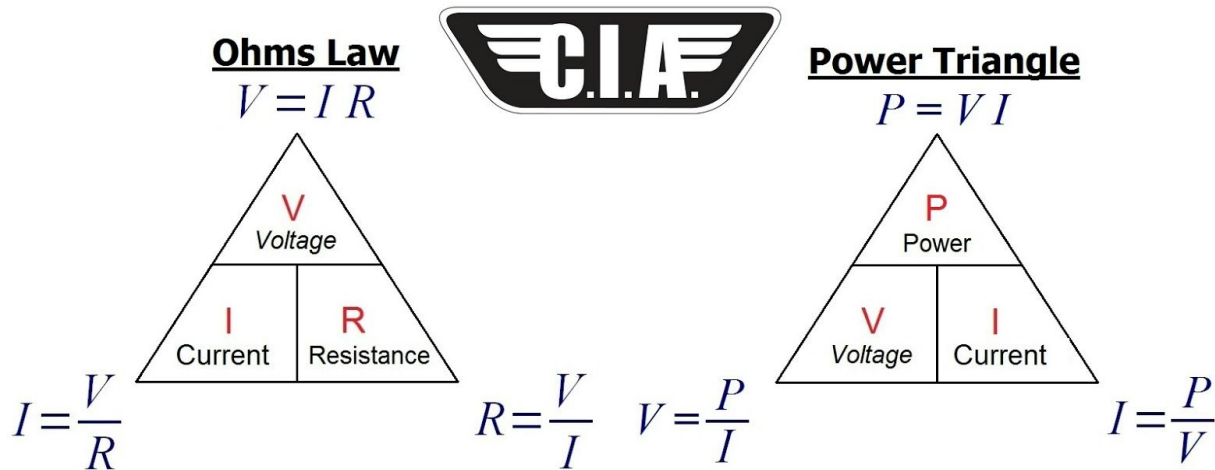 Ohms Law
V = I R
C.I.A.
Power Triangle
P = V I
V
Voltage
I
Current
R
Resistance
I = V/R
R = V/I
P
Power
V
Voltage
I
Current
V = P/I
I = P/V